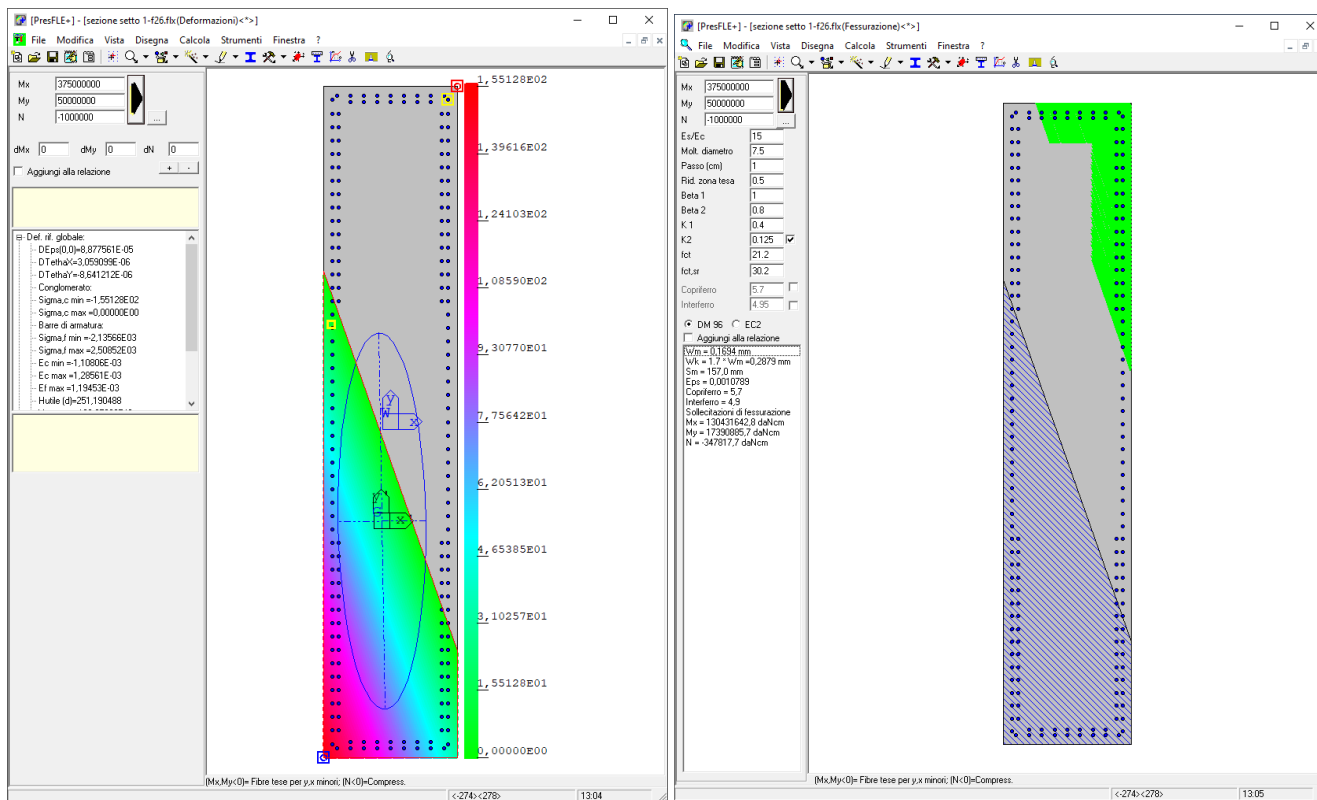 [PresFLE+] - [sezione setto 1-f26.flx(Deformazioni)<*>]
File Modifica Vista Disegna Calcola Strumenti Finestra ?
Mx 375000000
My 50000000
N -1000000
...
dMx 0 dMy 0 dN 0
Aggiungi alla relazione + -
Def. rif. globale:
DEps(0,0)=8,877561E-05
DTethaX=3,059099E-06
DTethaY=-8,641212E-06
Conglomerato:
Sigma,c min =-1,55128E02
Sigma,c max =0,00000E00
Barre di armatura:
Sigma,f min =-2,13566E03
Sigma,f max =2,50852E03
Ec min =-1,10806E-03
Ec max =1,28561E-03
Ef max =1,19453E-03
Hutile (d)=251,190488
1,55128E02
1,39616E02
1,24103E02
1,08590E02
9,30770E01
7,75642E01
6,20513E01
4,65385E01
3,10257E01
1,55128E01
0,00000E00
y
x
x
(Mx,My<0)= Fibre tese per y,x minori; (N<0)=Compress.
<-274><278> 13:04
[PresFLE+] - [sezione setto 1-f26.flx(Fessurazione)<*>]
File Modifica Vista Disegna Calcola Strumenti Finestra ?
Mx 375000000
My 50000000
N -1000000
...
Es/Ec 15
Molt. diametro 7.5
Passo (cm) 1
Rid. zona tesa 0.5
Beta 1 1
Beta 2 0.8
K 1 0.4
K2 0.125
fct 21.2
fct,sr 30.2
Copriferro 5.7
Interferro 4.95
DM 96 EC2
Aggiungi alla relazione
Wm = 0,1694 mm
Wk = 1.7 * Wm =0,2879 mm
Sm = 157,0 mm
Eps = 0,0010789
Copriferro = 5,7
Interferro = 4,9
Sollecitazioni di fessurazione
Mx = 130431642,8 daNcm
My = 17390885,7 daNcm
N = -347817,7 daNcm
(Mx,My<0)= Fibre tese per y,x minori; (N<0)=Compress.
<-274><278> 13:05